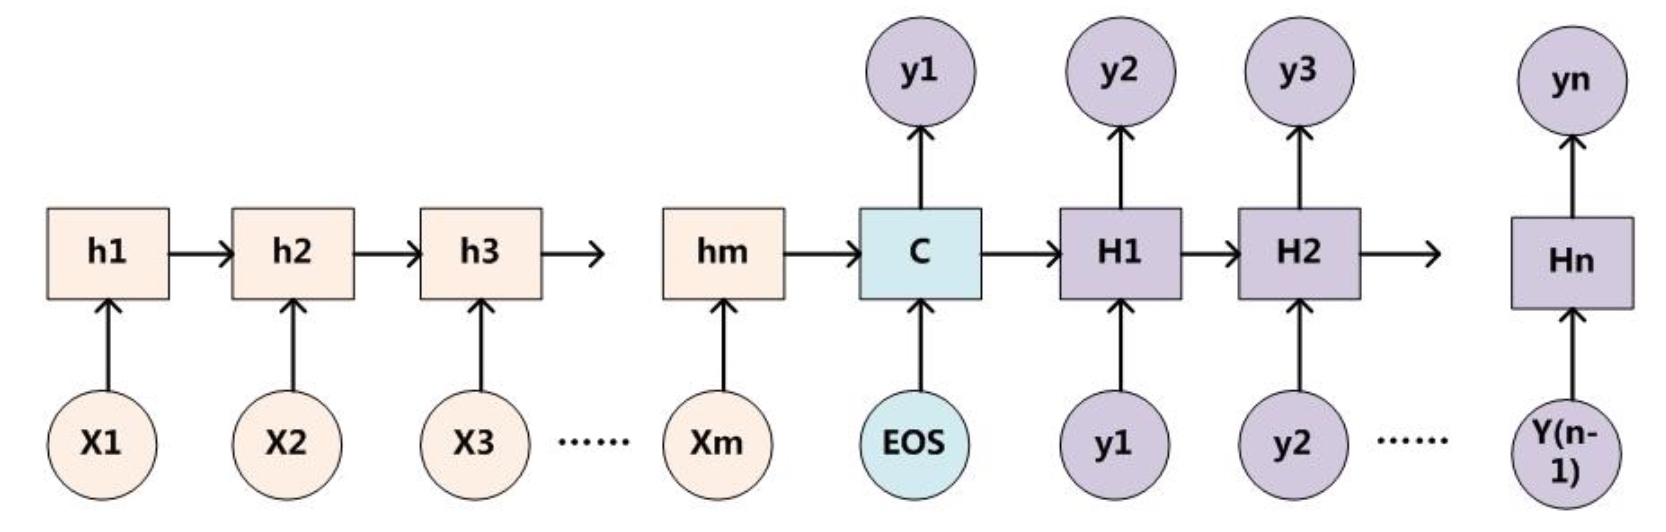 y1
y2
y3
yn
h1
h2
h3
hm
C
H1
H2
Hn
X1
X2
X3
......
Xm
EOS
y1
y2
......
Y(n-
1)